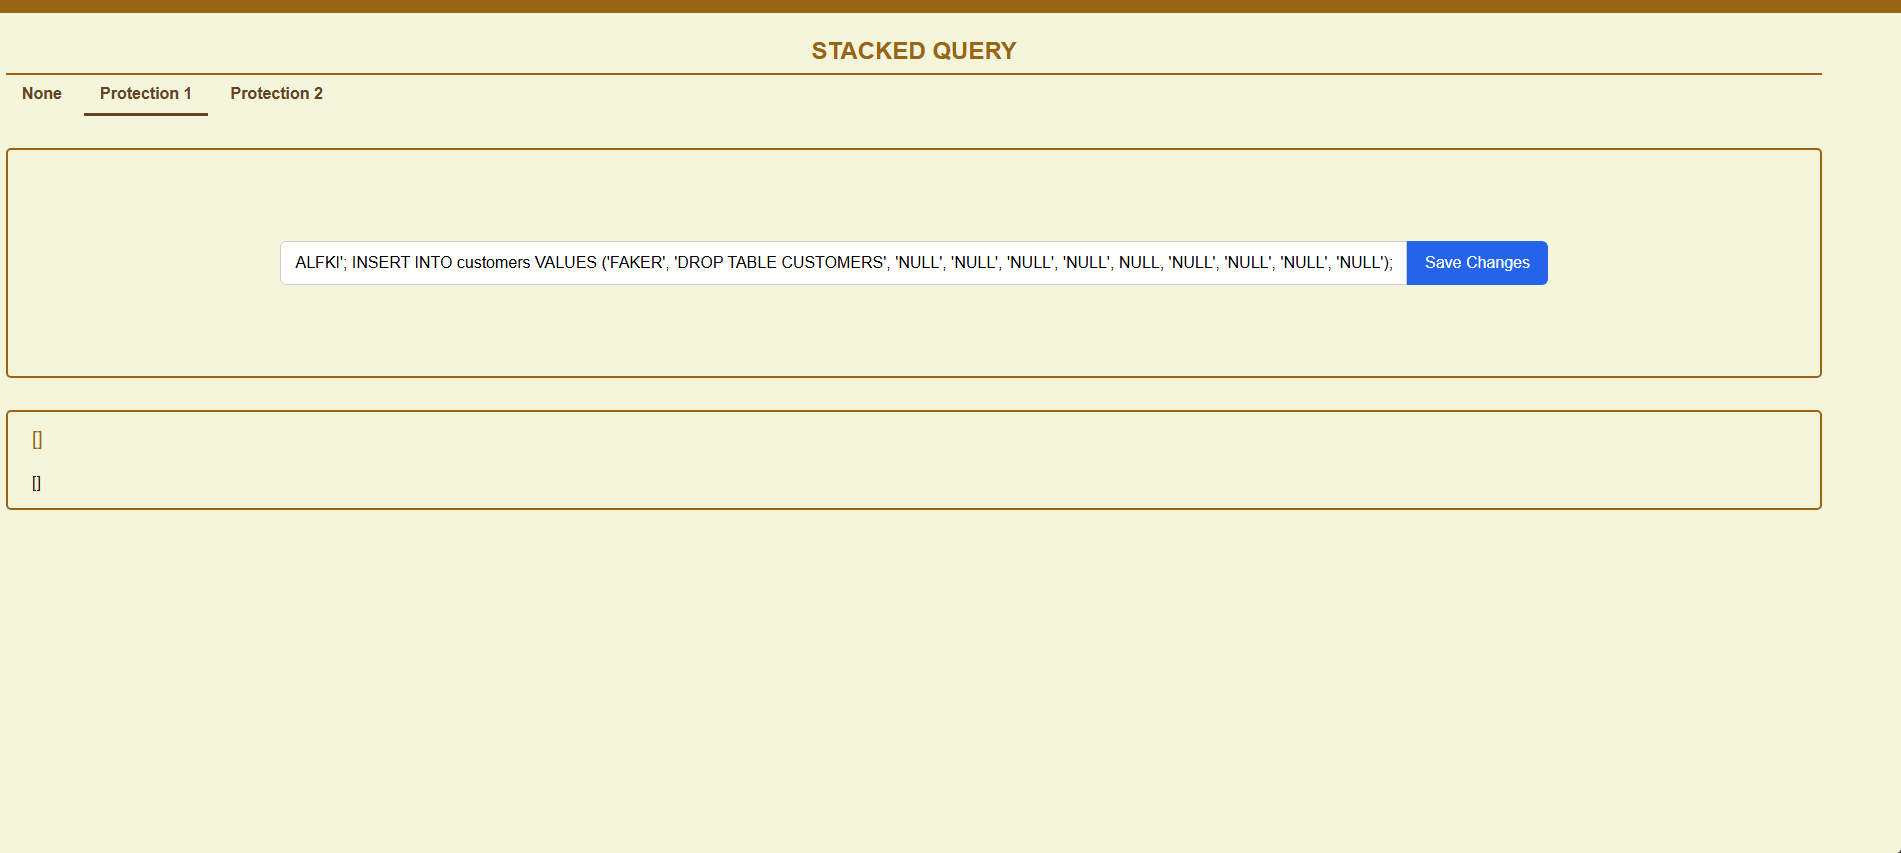 STACKED QUERY
None Protection 1 Protection 2
ALFKI'; INSERT INTO customers VALUES ('FAKER', 'DROP TABLE CUSTOMERS', 'NULL', 'NULL', 'NULL', 'NULL', NULL, 'NULL', 'NULL', 'NULL', 'NULL'); Save Changes
[]
[]